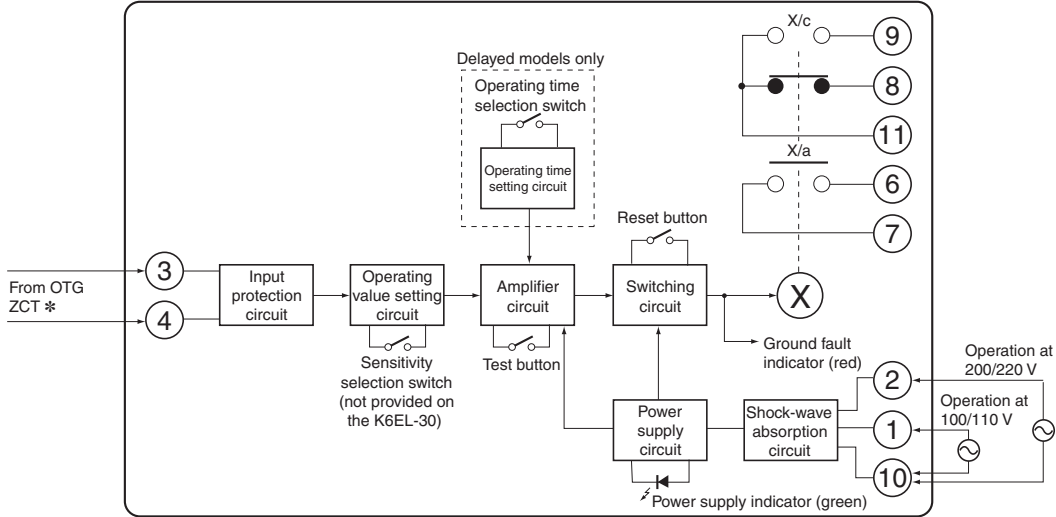 X/c
9
8
11
X/a
6
7
Delayed models only
Operating time
selection switch
Operating time
setting circuit
Reset button
3
4
From OTG
ZCT *
Input
protection
circuit
Operating
value setting
circuit
Amplifier
circuit
Switching
circuit
X
Sensitivity
selection switch
(not provided on
the K6EL-30)
Test button
Ground fault
indicator (red)
Power
supply
circuit
Shock-wave
absorption
circuit
2
1
10
Operation at
200/220 V
Operation at
100/110 V
Power supply indicator (green)